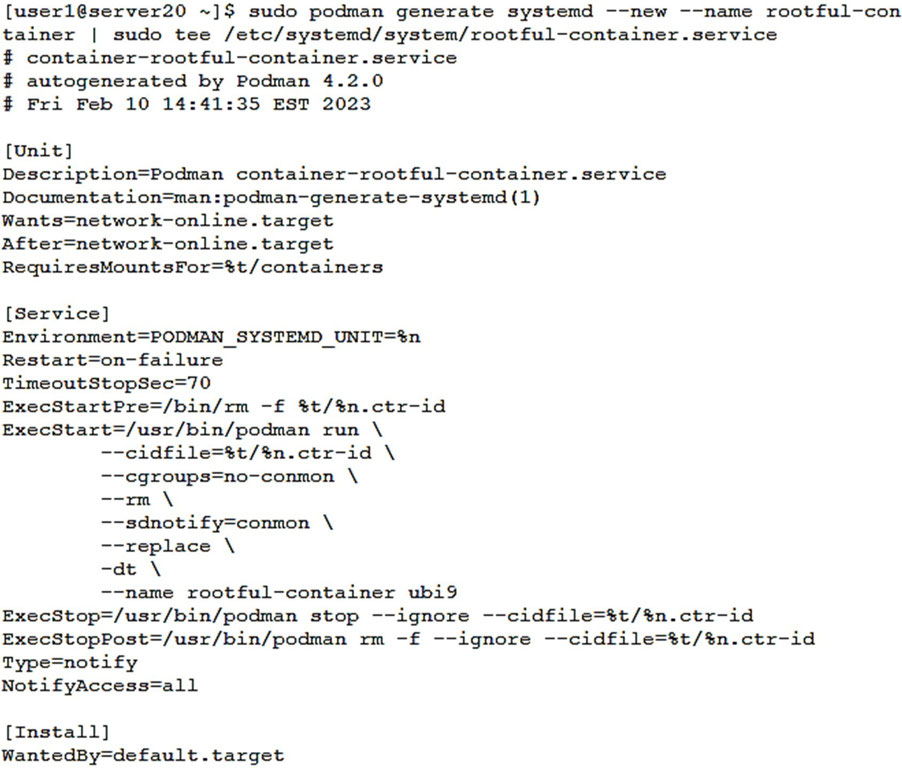 [user1@server20 ~]$ sudo podman generate systemd --new --name rootful-con
tainer | sudo tee /etc/systemd/system/rootful-container.service
# container-rootful-container.service
# autogenerated by Podman 4.2.0
# Fri Feb 10 14:41:35 EST 2023

[Unit]
Description=Podman container-rootful-container.service
Documentation=man:podman-generate-systemd(1)
Wants=network-online.target
After=network-online.target
RequiresMountsFor=%t/containers

[Service]
Environment=PODMAN_SYSTEMD_UNIT=%n
Restart=on-failure
TimeoutStopSec=70
ExecStartPre=/bin/rm -f %t/%n.ctr-id
ExecStart=/usr/bin/podman run \
        --cidfile=%t/%n.ctr-id \
        --cgroups=no-conmon \
        --rm \
        --sdnotify=conmon \
        --replace \
        -dt \
        --name rootful-container ubi9
ExecStop=/usr/bin/podman stop --ignore --cidfile=%t/%n.ctr-id
ExecStopPost=/usr/bin/podman rm -f --ignore --cidfile=%t/%n.ctr-id
Type=notify
NotifyAccess=all

[Install]
WantedBy=default.target